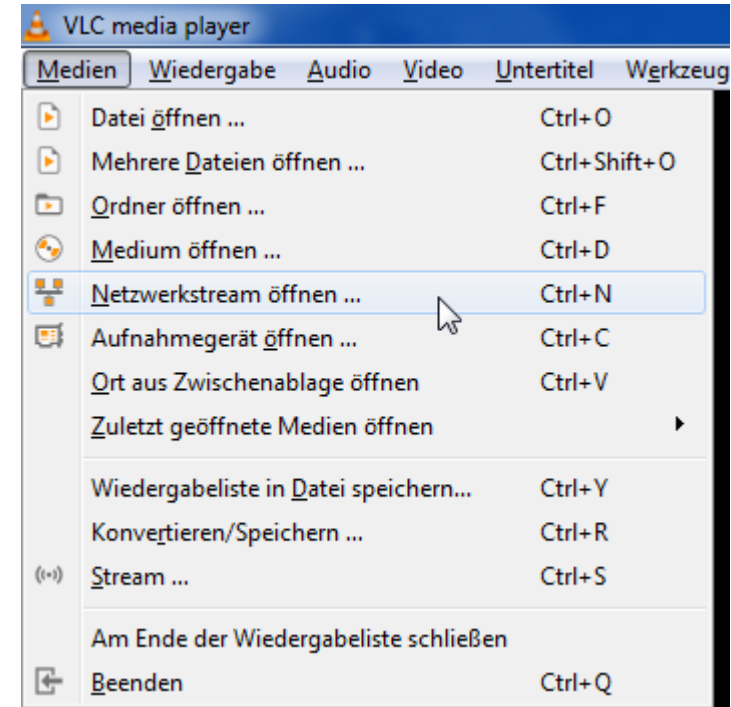 VLC media player
Medien Wiedergabe Audio Video Untertitel Werkzeug
Datei öffnen ... Ctrl+O
Mehrere Dateien öffnen ... Ctrl+Shift+O
Ordner öffnen ... Ctrl+F
Medium öffnen ... Ctrl+D
Netzwerkstream öffnen ... Ctrl+N
Aufnahmegerät öffnen ... Ctrl+C
Ort aus Zwischenablage öffnen Ctrl+V
Zuletzt geöffnete Medien öffnen
Wiedergabeliste in Datei speichern... Ctrl+Y
Konvertieren/Speichern ... Ctrl+R
Stream ... Ctrl+S
Am Ende der Wiedergabeliste schließen
Beenden Ctrl+Q